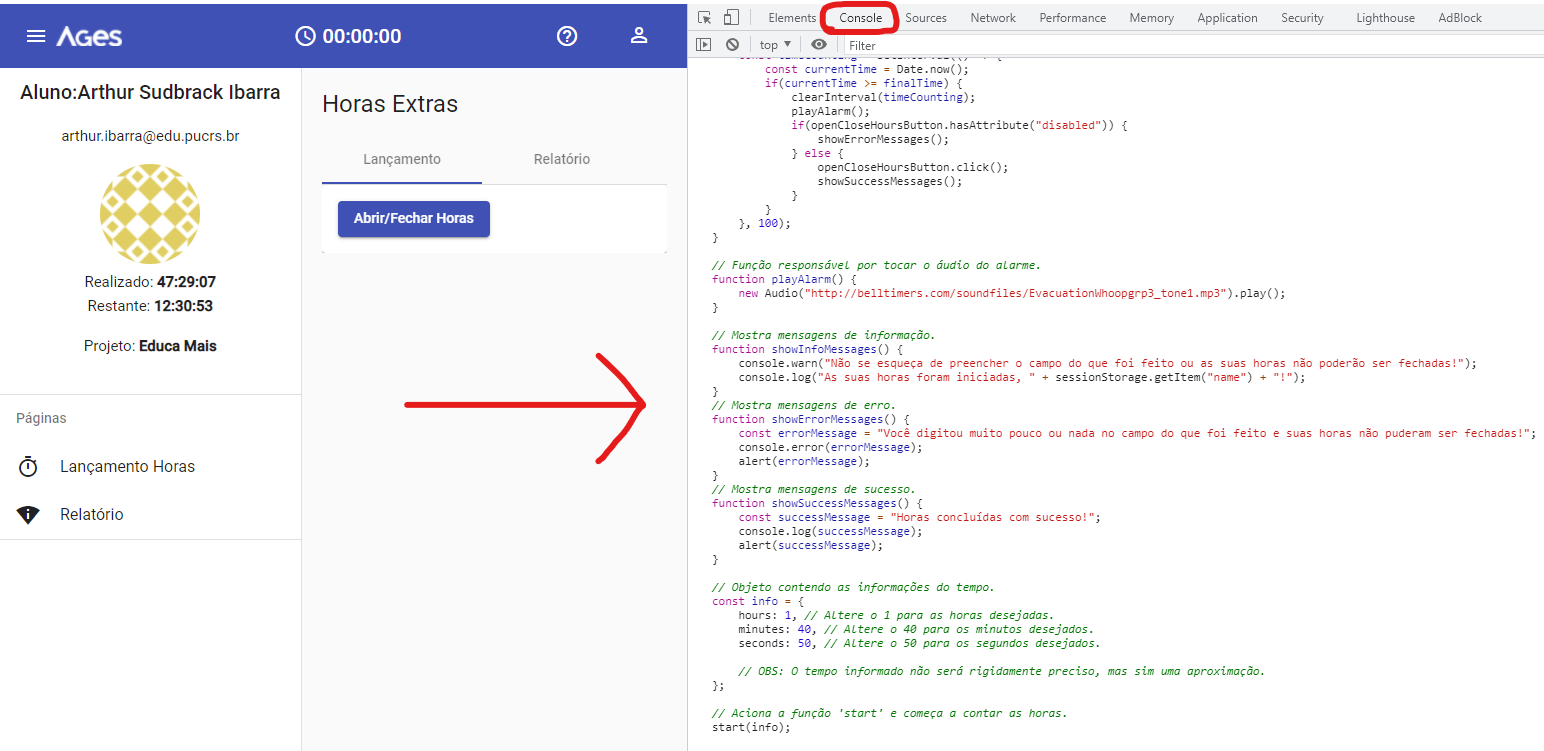 Ages
00:00:00
Aluno:Arthur Sudbrack Ibarra
arthur.ibarra@edu.pucrs.br
Realizado: 47:29:07
Restante: 12:30:53
Projeto: Educa Mais
Páginas
Lançamento Horas
Relatório
Horas Extras
Lançamento Relatório
Abrir/Fechar Horas
Elements Console Sources Network Performance Memory Application Security Lighthouse AdBlock
top ▼ Filter
const currentTime = Date.now();
if(currentTime >= finalTime) {
clearInterval(timeCounting);
playAlarm();
if(openCloseHoursButton.hasAttribute("disabled")) {
showErrorMessages();
} else {
openCloseHoursButton.click();
showSuccessMessages();
}
}
}, 100);
}
// Função responsável por tocar o áudio do alarme.
function playAlarm() {
new Audio("http://belltimers.com/soundfiles/EvacuationWhoopgrp3_tone1.mp3").play();
}
// Mostra mensagens de informação.
function showInfoMessages() {
console.warn("Não se esqueça de preencher o campo do que foi feito ou as suas horas não poderão ser fechadas!");
console.log("As suas horas foram iniciadas, " + sessionStorage.getItem("name") + "!");
}
// Mostra mensagens de erro.
function showErrorMessages() {
const errorMessage = "Você digitou muito pouco ou nada no campo do que foi feito e suas horas não puderam ser fechadas!";
console.error(errorMessage);
alert(errorMessage);
}
// Mostra mensagens de sucesso.
function showSuccessMessages() {
const successMessage = "Horas concluídas com sucesso!";
console.log(successMessage);
alert(successMessage);
}
// Objeto contendo as informações do tempo.
const info = {
hours: 1, // Altere o 1 para as horas desejadas.
minutes: 40, // Altere o 40 para os minutos desejados.
seconds: 50, // Altere o 50 para os segundos desejados.
// OBS: O tempo informado não será rigidamente preciso, mas sim uma aproximação.
};
// Aciona a função 'start' e começa a contar as horas.
start(info);